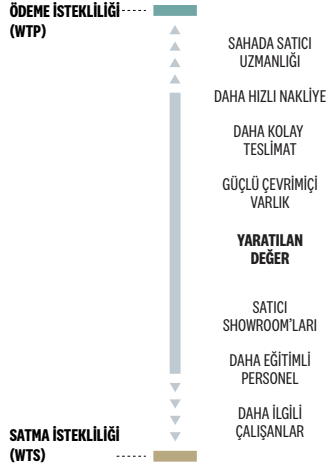 ÖDEME İSTEKLİLİĞİ
(WTP)
SAHADA SATICI
UZMANLIĞI
DAHA HIZLI NAKLİYE
DAHA KOLAY
TESLİMAT
GÜÇLÜ ÇEVRİMİÇİ
VARLIK
YARATILAN
DEĞER
SATICI
SHOWROOM'LARI
DAHA EĞİTİMLİ
PERSONEL
DAHA İLGİLİ
ÇALIŞANLAR
SATMA İSTEKLİLİĞİ
(WTS)